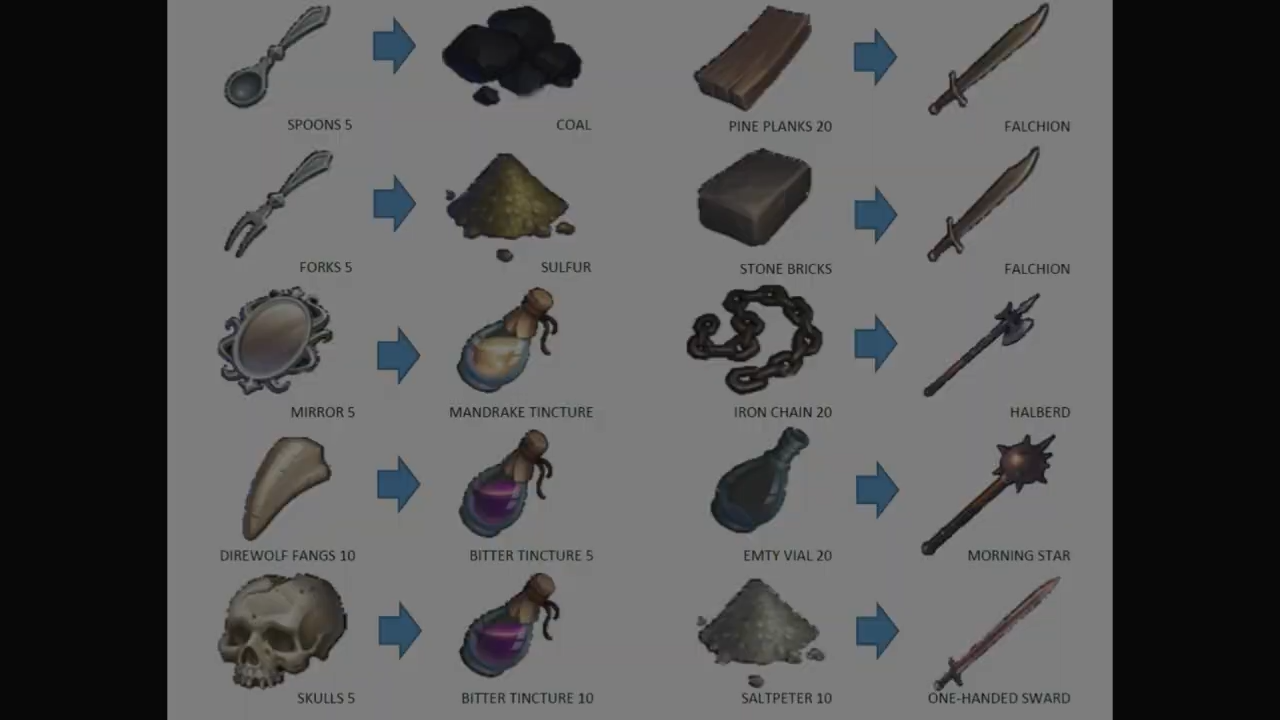 SPOONS 5 COAL PINE PLANKS 20 FALCHION
FORKS 5 SULFUR STONE BRICKS FALCHION
MIRROR 5 MANDRAKE TINCTURE IRON CHAIN 20 HALBERD
DIREWOLF FANGS 10 BITTER TINCTURE 5 EMTY VIAL 20 MORNING STAR
SKULLS 5 BITTER TINCTURE 10 SALTPETER 10 ONE-HANDED SWARD